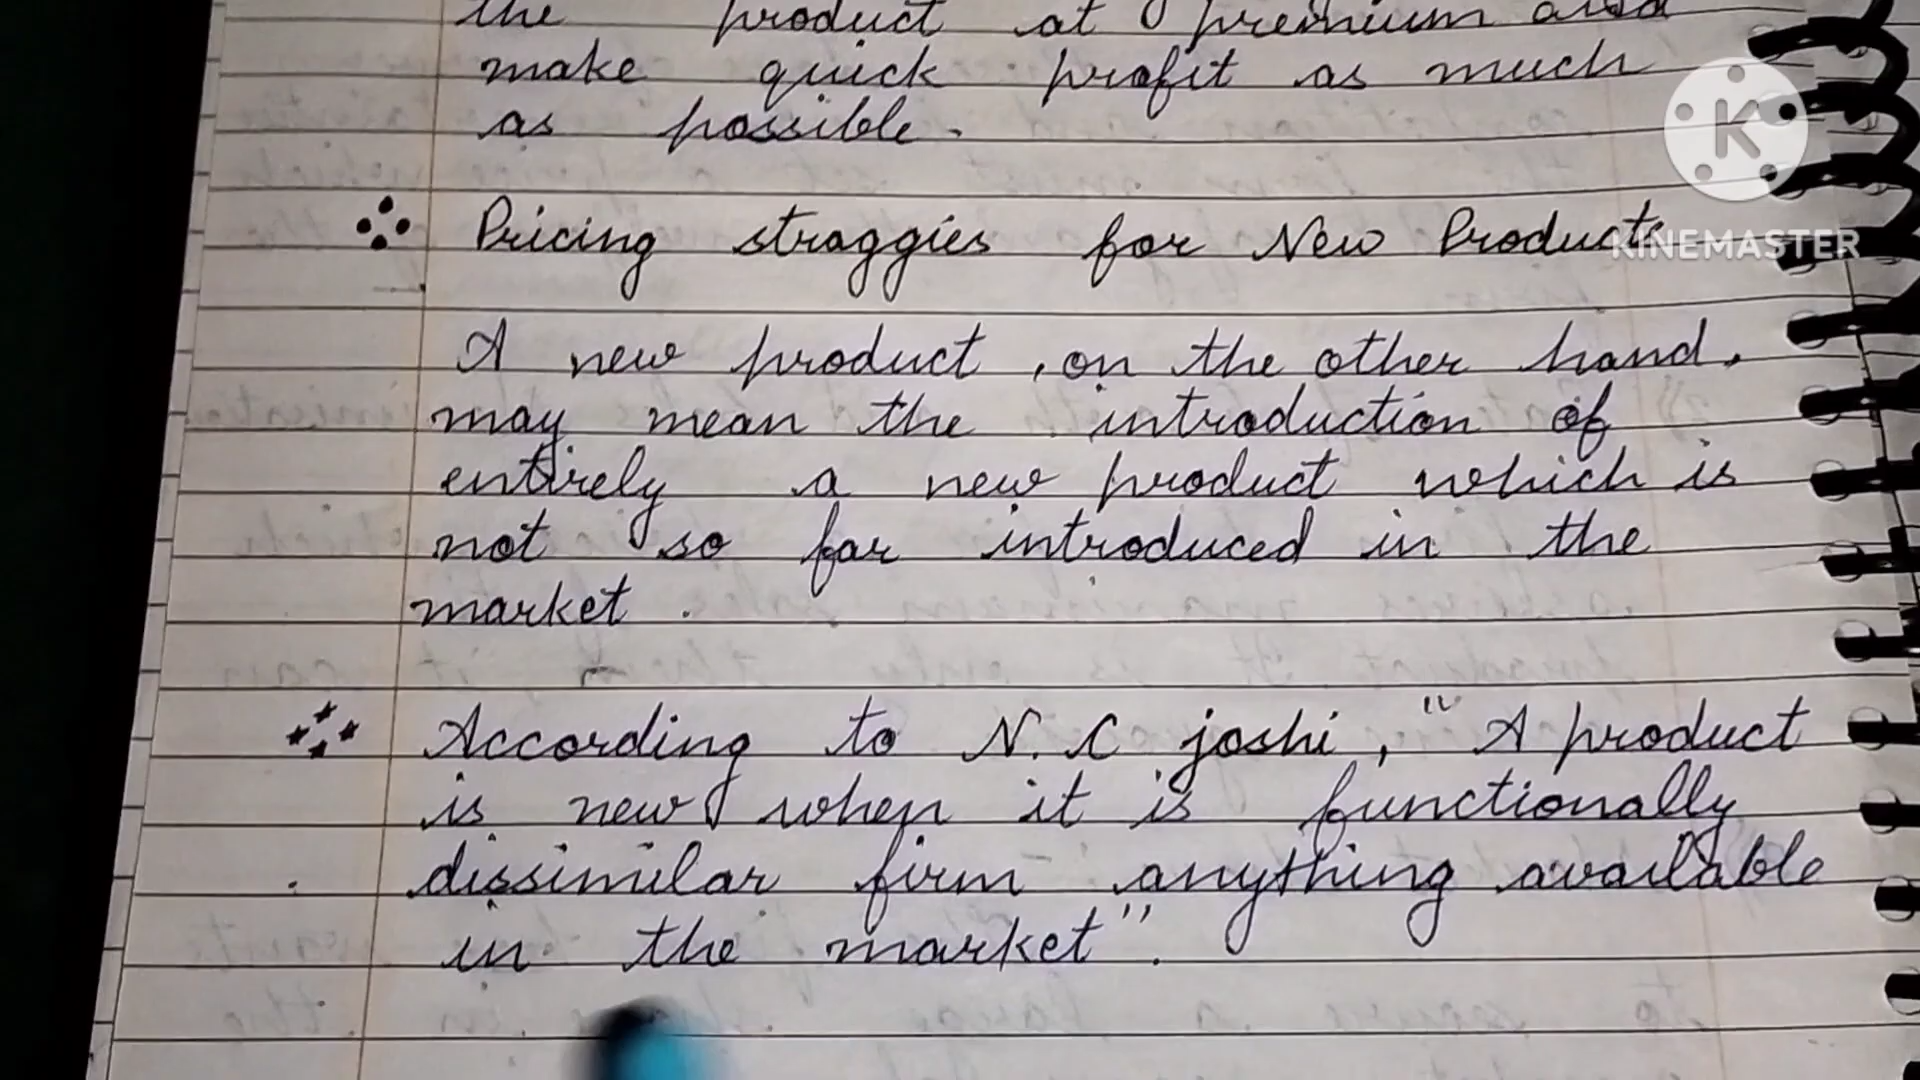 the product at premium and
make quick profit as much
as possible.
K
KINEMASTER
Pricing straggies for New Products
A new product, on the other hand.
may mean the introduction of
entirely a new product which is
not so far introduced in the
market.
According to N. C joshi, "A product
is new when it is functionally
dissimilar firm anything available
in the market".